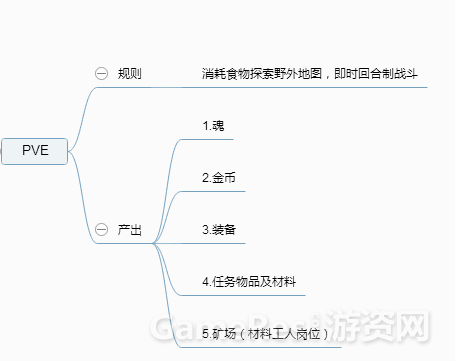 PVE
规则
消耗食物探索野外地图，即时回合制战斗
产出
1.魂
2.金币
3.装备
4.任务物品及材料
5.矿场（材料工人岗位）
GameRes游资网